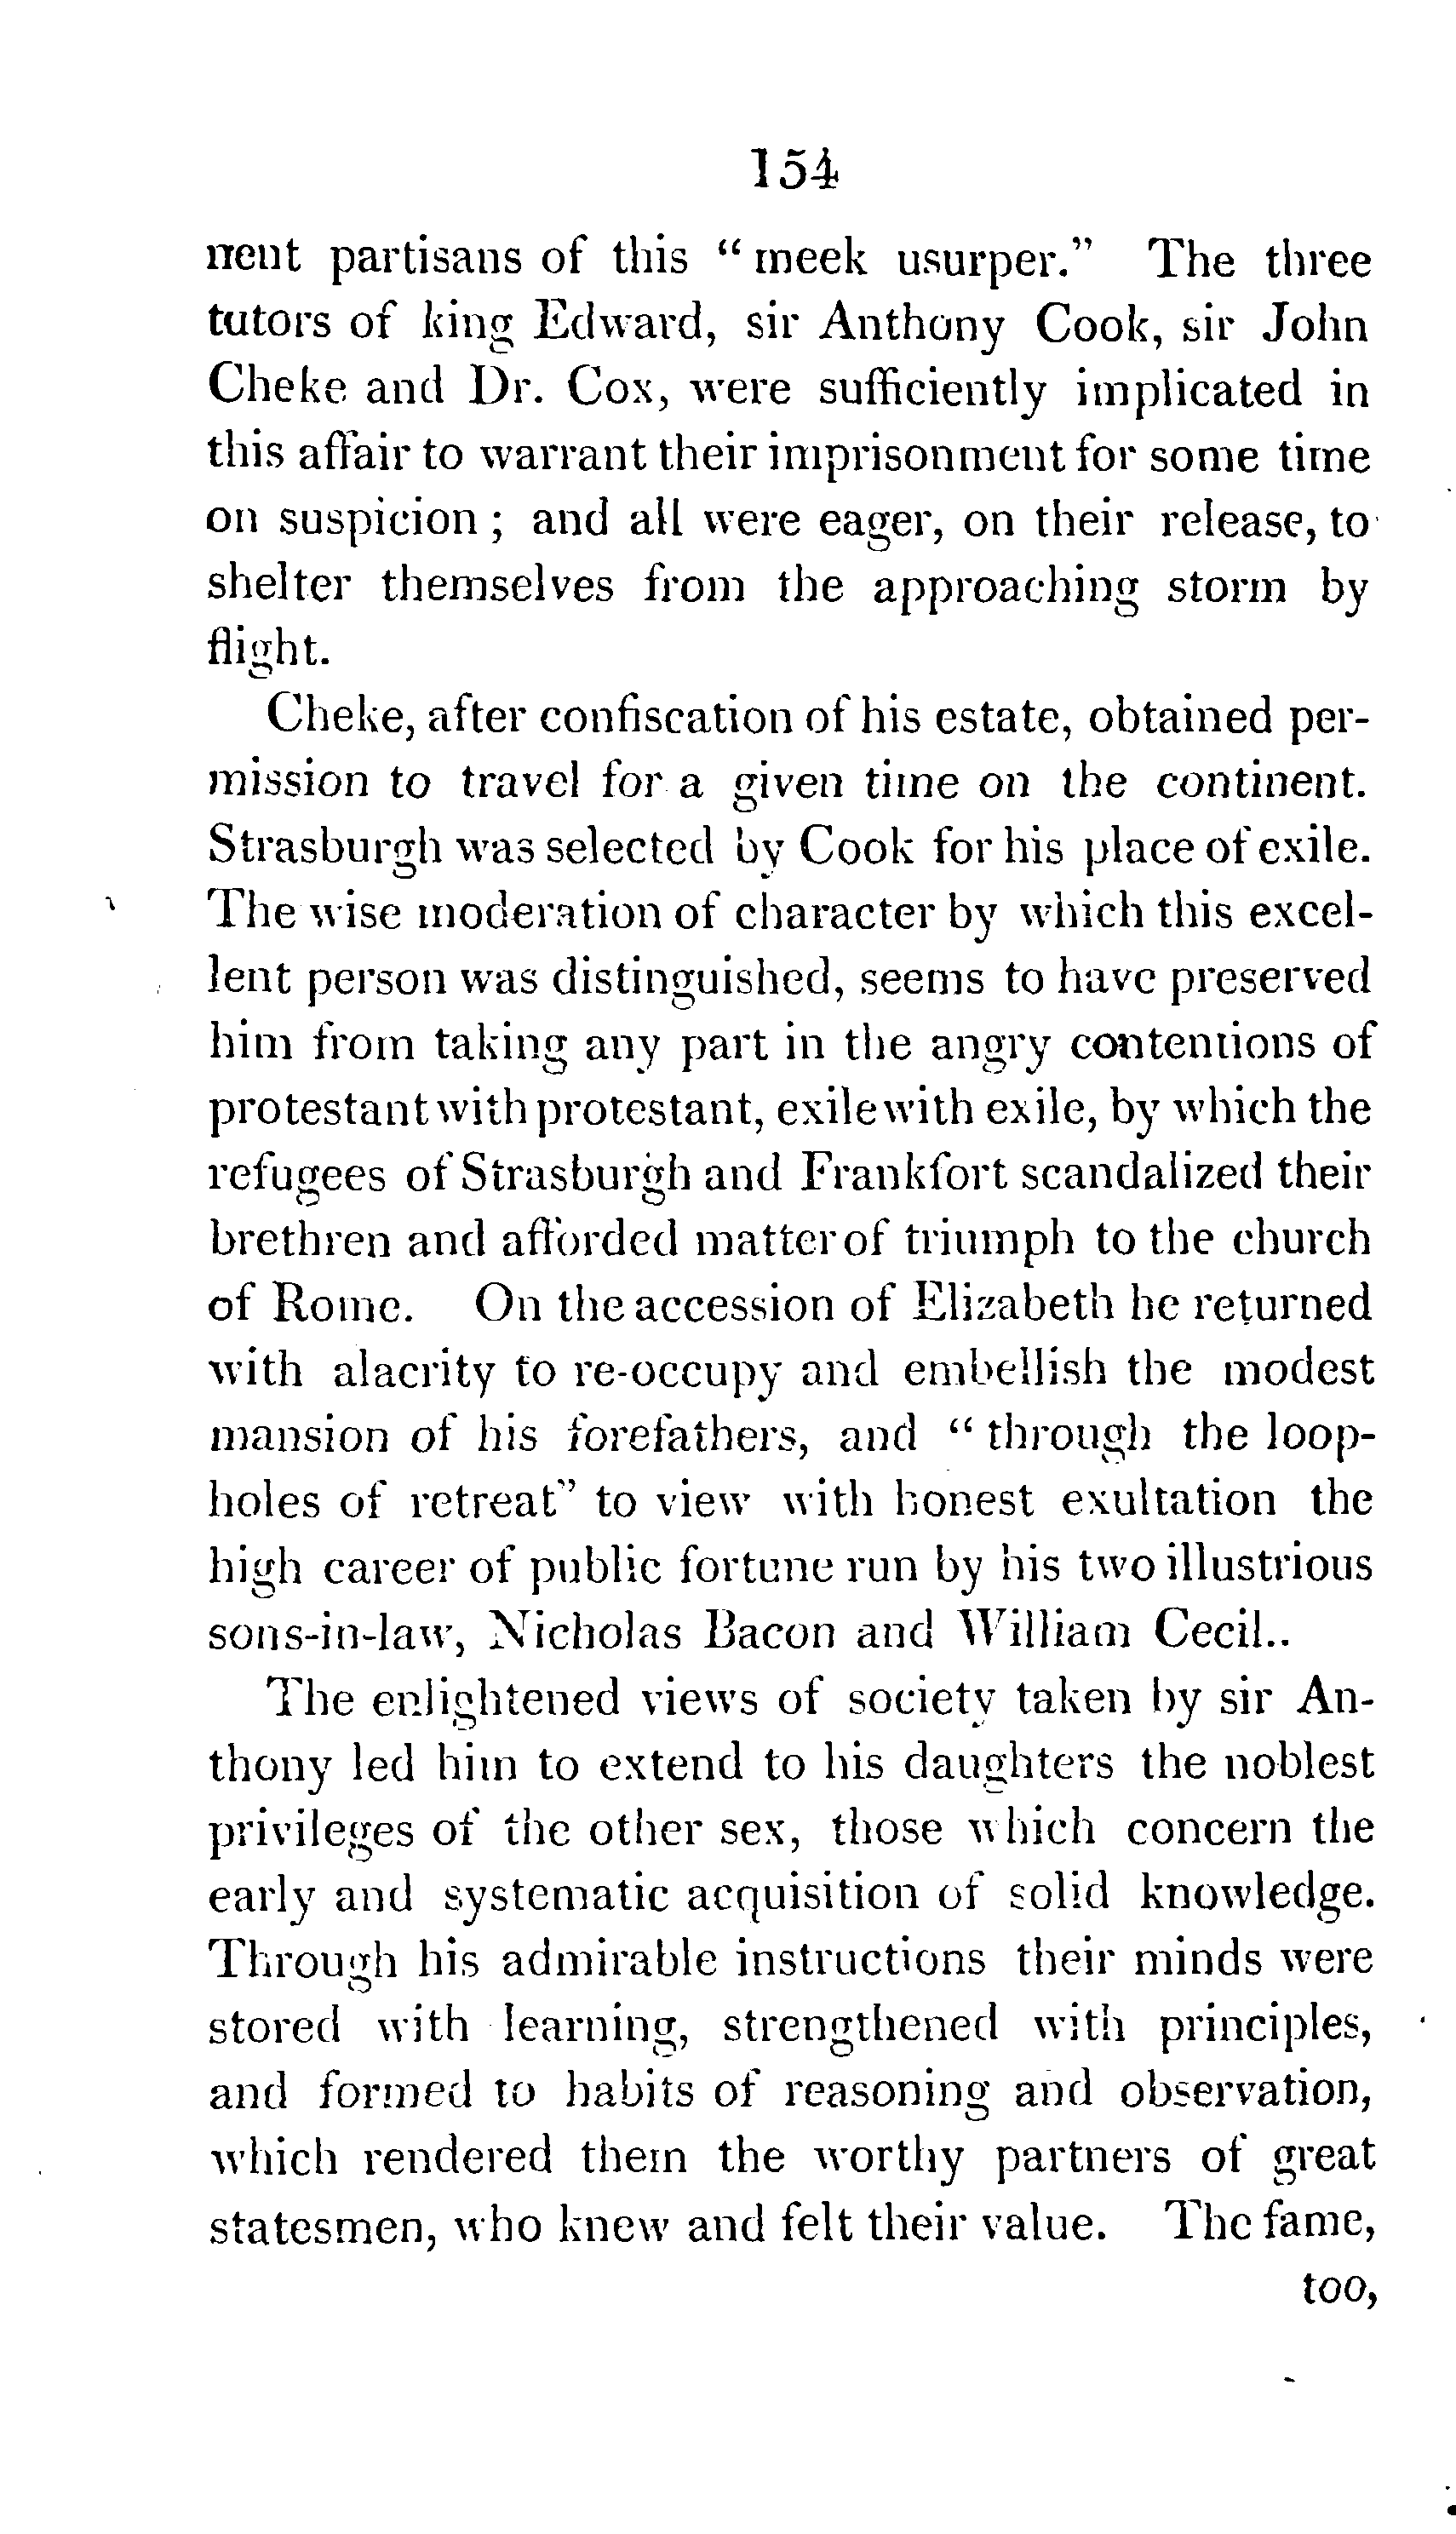 154
nent partisans of this “ meek usurper.” The three
tutors of king Edward, sir Anthony Cook, sir John
Cheke and Dr. Cox, were sufficiently implicated in
this affair to warrant their imprisonment for some time
on suspicion ; and all were eager, on their release, to
shelter themselves from the approaching storm by
flight.
Cheke, after confiscation of his estate, obtained per-
mission to travel for a given time on the continent.
Strasburgh was selected by Cook for his place of exile.
The wise moderation of character by which this excel-
lent person was distinguished, seems to have preserved
him from taking any part in the angry contentions of
protestant with protestant, exile with exile, by which the
refugees of Strasburgh and Frankfort scandalized their
brethren and afforded matter of triumph to the church
of Rome. On the accession of Elizabeth he returned
with alacrity to re-occupy and embellish the modest
mansion of his forefathers, and “ through the loop-
holes of retreat” to view with honest exultation the
high career of public fortune run by his two illustrious
sons-in-law, Nicholas Bacon and William Cecil..
The enlightened views of society taken by sir An-
thony led him to extend to his daughters the noblest
privileges of the other sex, those which concern the
early and systematic acquisition of solid knowledge.
Through his admirable instructions their minds were
stored with learning, strengthened with principles,
and formed to habits of reasoning and observation,
which rendered them the worthy partners of great
statesmen, who knew and felt their value. The fame,
too,